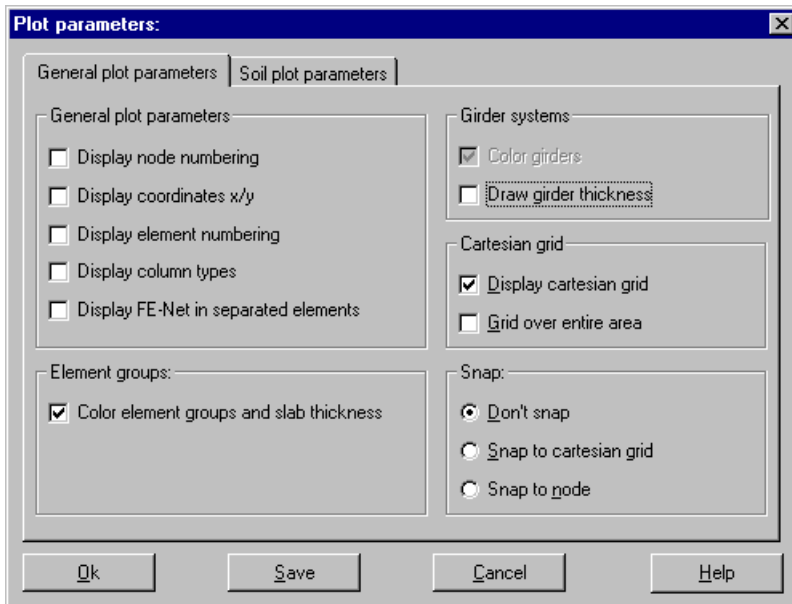 Plot parameters:
General plot parameters
Soil plot parameters
General plot parameters
Display node numbering
Display coordinates x/y
Display element numbering
Display column types
Display FE-Net in separated elements
Girder systems
Color girders
Draw girder thickness
Cartesian grid
Display cartesian grid
Grid over entire area
Element groups:
Color element groups and slab thickness
Snap:
Don't snap
Snap to cartesian grid
Snap to node
Ok
Save
Cancel
Help